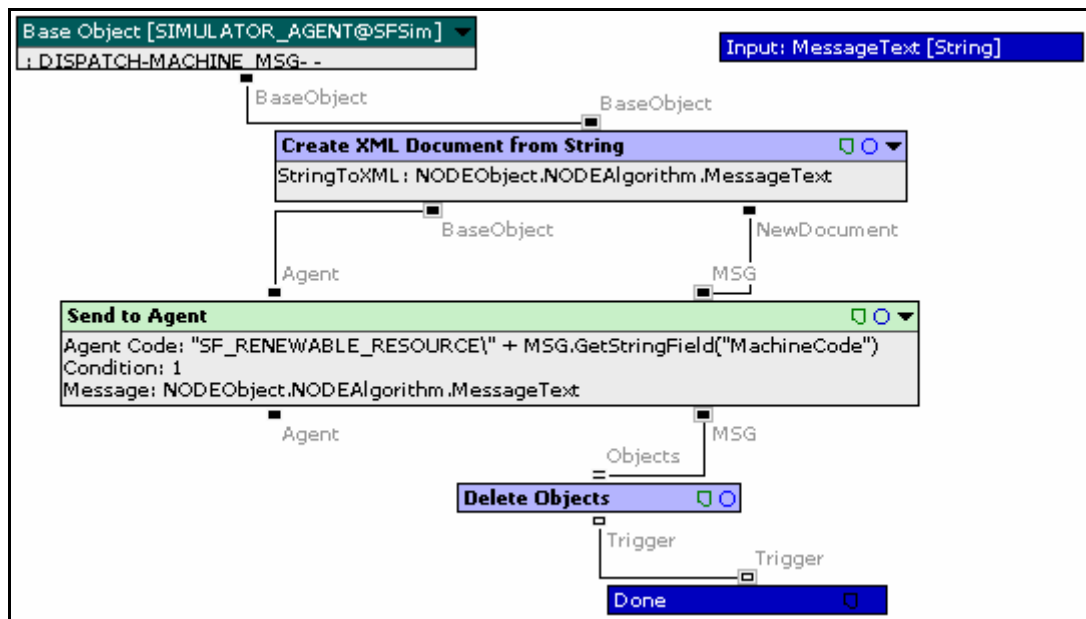 Base Object [SIMULATOR_AGENT@SFSim]
Input: MessageText [String]
: DISPATCH-MACHINE_MSG- -
BaseObject
BaseObject
Create XML Document from String
StringToXML: NODEObject.NODEAlgorithm.MessageText
BaseObject
NewDocument
Agent
MSG
Send to Agent
Agent Code: "SF_RENEWABLE_RESOURCE\" + MSG.GetStringField("MachineCode")
Condition: 1
Message: NODEObject.NODEAlgorithm.MessageText
Agent
MSG
Objects
Delete Objects
Trigger
Trigger
Done